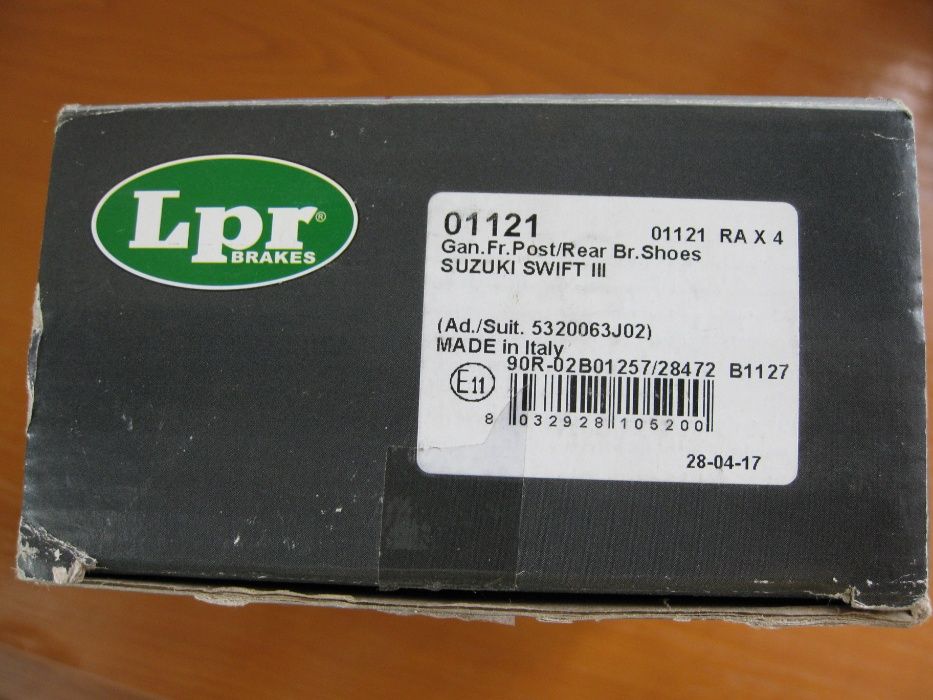 Lpr®
BRAKES
01121
01121 RA X 4
Gan.Fr.Post/Rear Br.Shoes
SUZUKI SWIFT III
(Ad./Suit. 5320063J02)
MADE in Italy
90R-02B01257/28472 B1127
E11
8 032928 105200
28-04-17